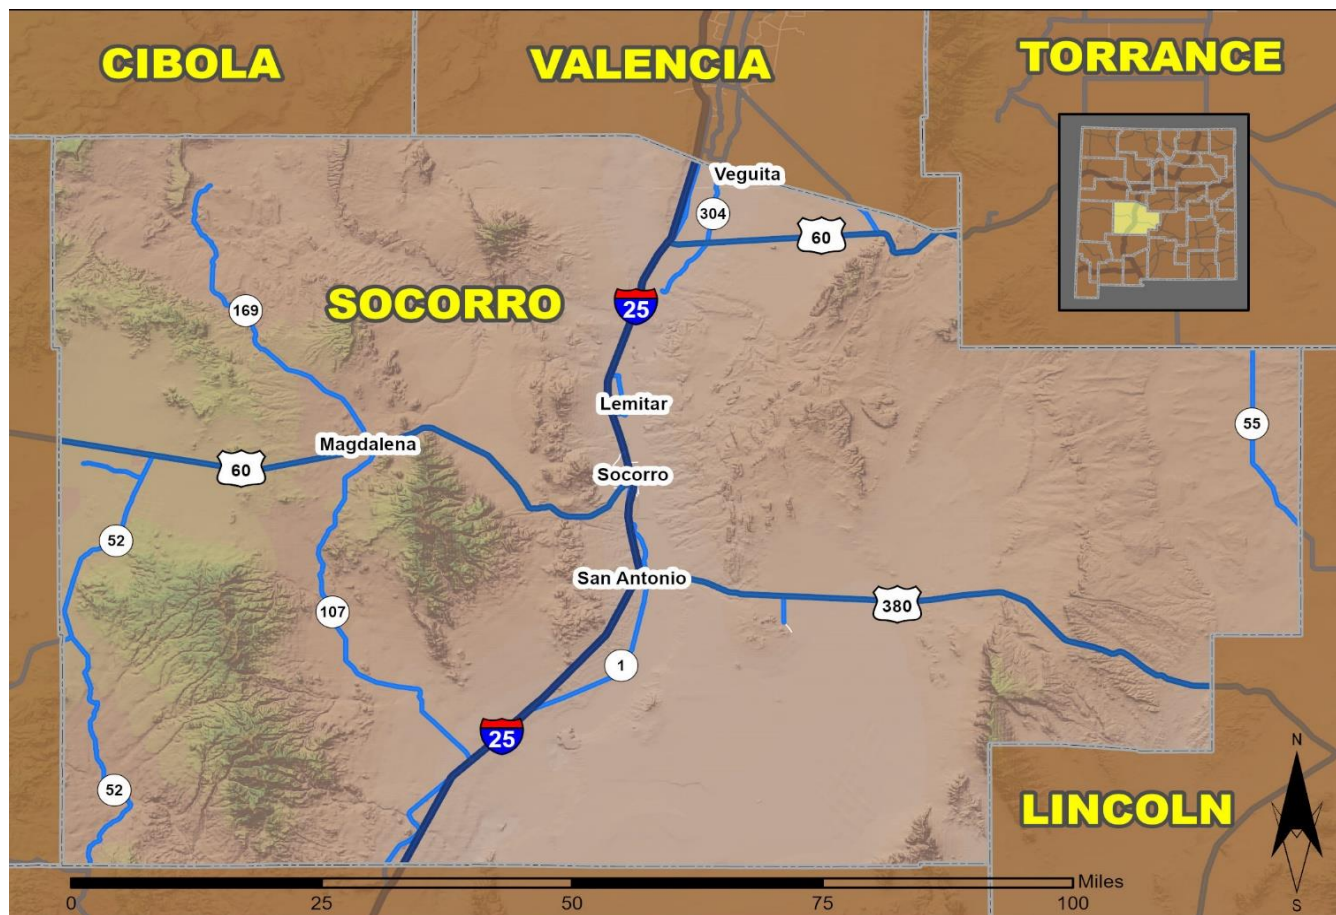 CIBOLA
VALENCIA
TORRANCE
Veguita
304
60
169
SOCORRO
25
Lemitar
55
Magdalena
60
Socorro
52
San Antonio
107
380
1
25
52
LINCOLN
N
S
Miles
0 25 50 75 100